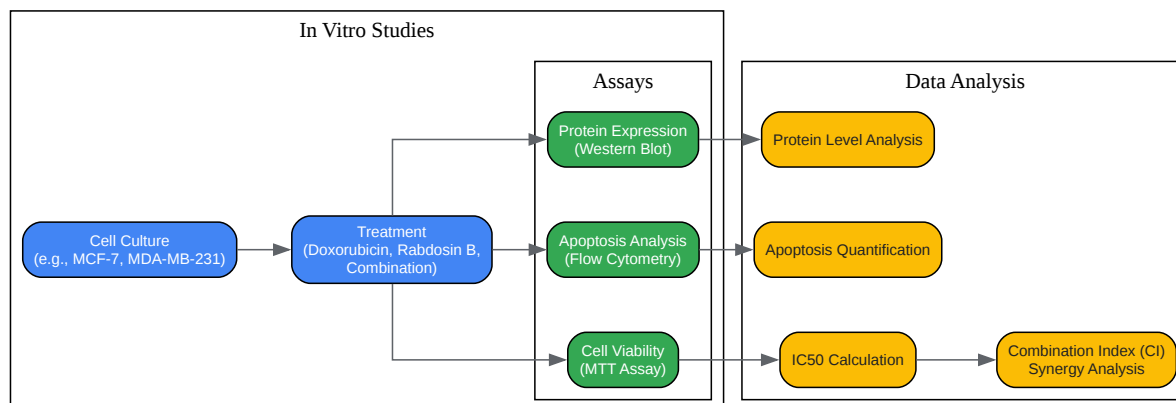 In Vitro Studies
Assays
Data Analysis
Protein Expression
(Western Blot)
Protein Level Analysis
Cell Culture
(e.g., MCF-7, MDA-MB-231)
Treatment
(Doxorubicin, Rabdosin B,
Combination)
Apoptosis Analysis
(Flow Cytometry)
Apoptosis Quantification
Cell Viability
(MTT Assay)
IC50 Calculation
Combination Index (CI)
Synergy Analysis